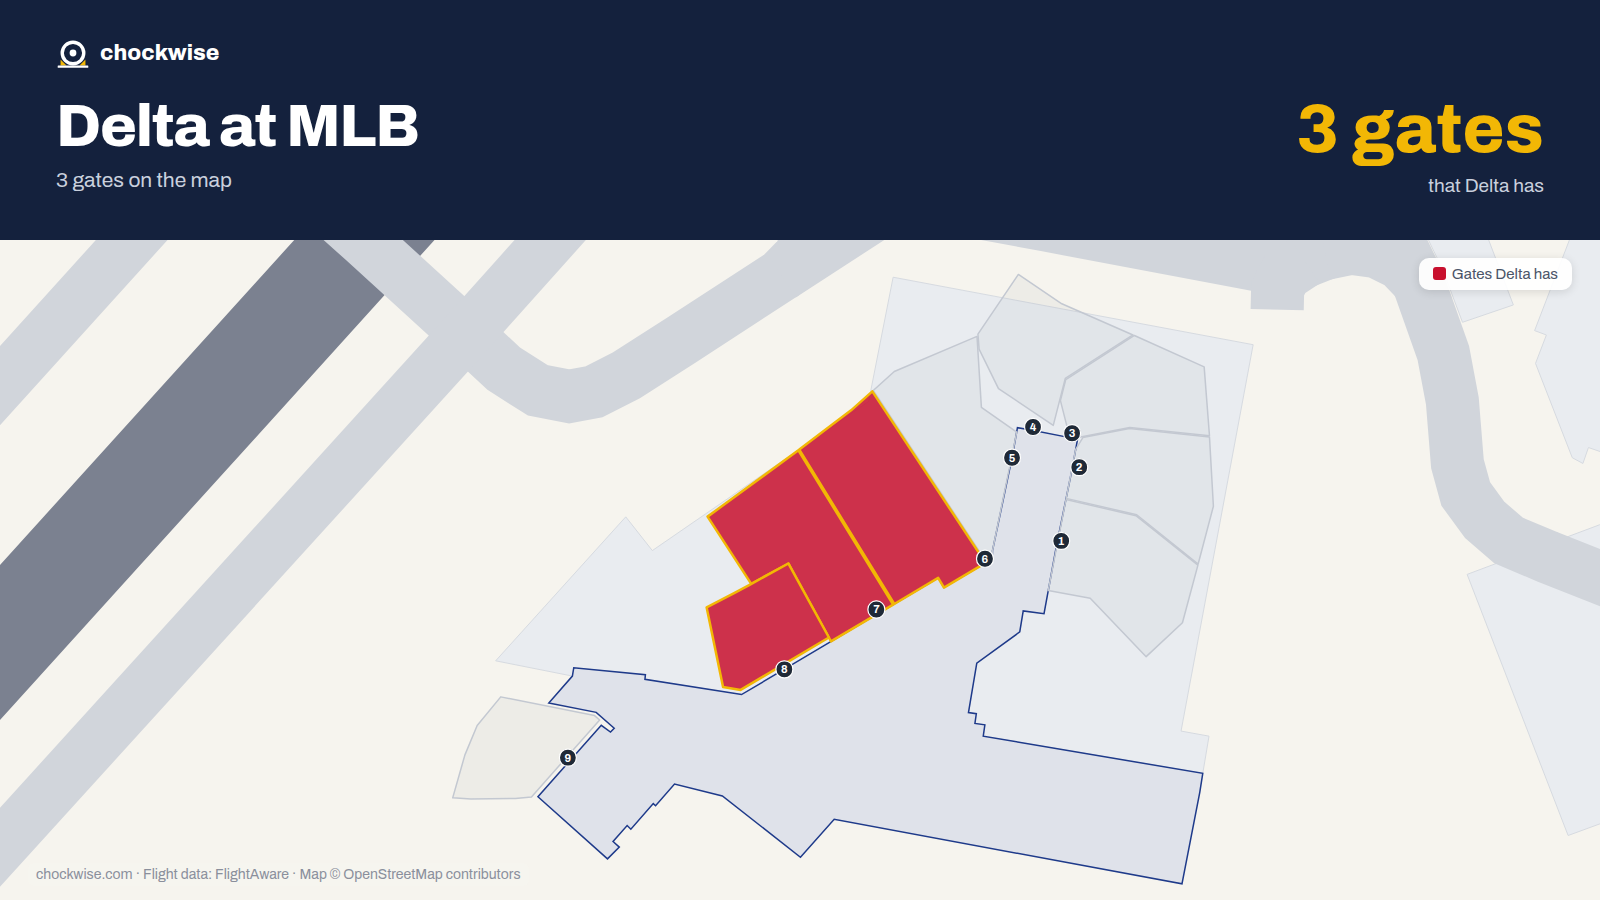 chockwise
Delta at MLB
3 gates on the map
3 gates
that Delta has
Gates Delta has
4
3
5
2
1
6
7
8
9
chockwise.com · Flight data: FlightAware · Map © OpenStreetMap contributors